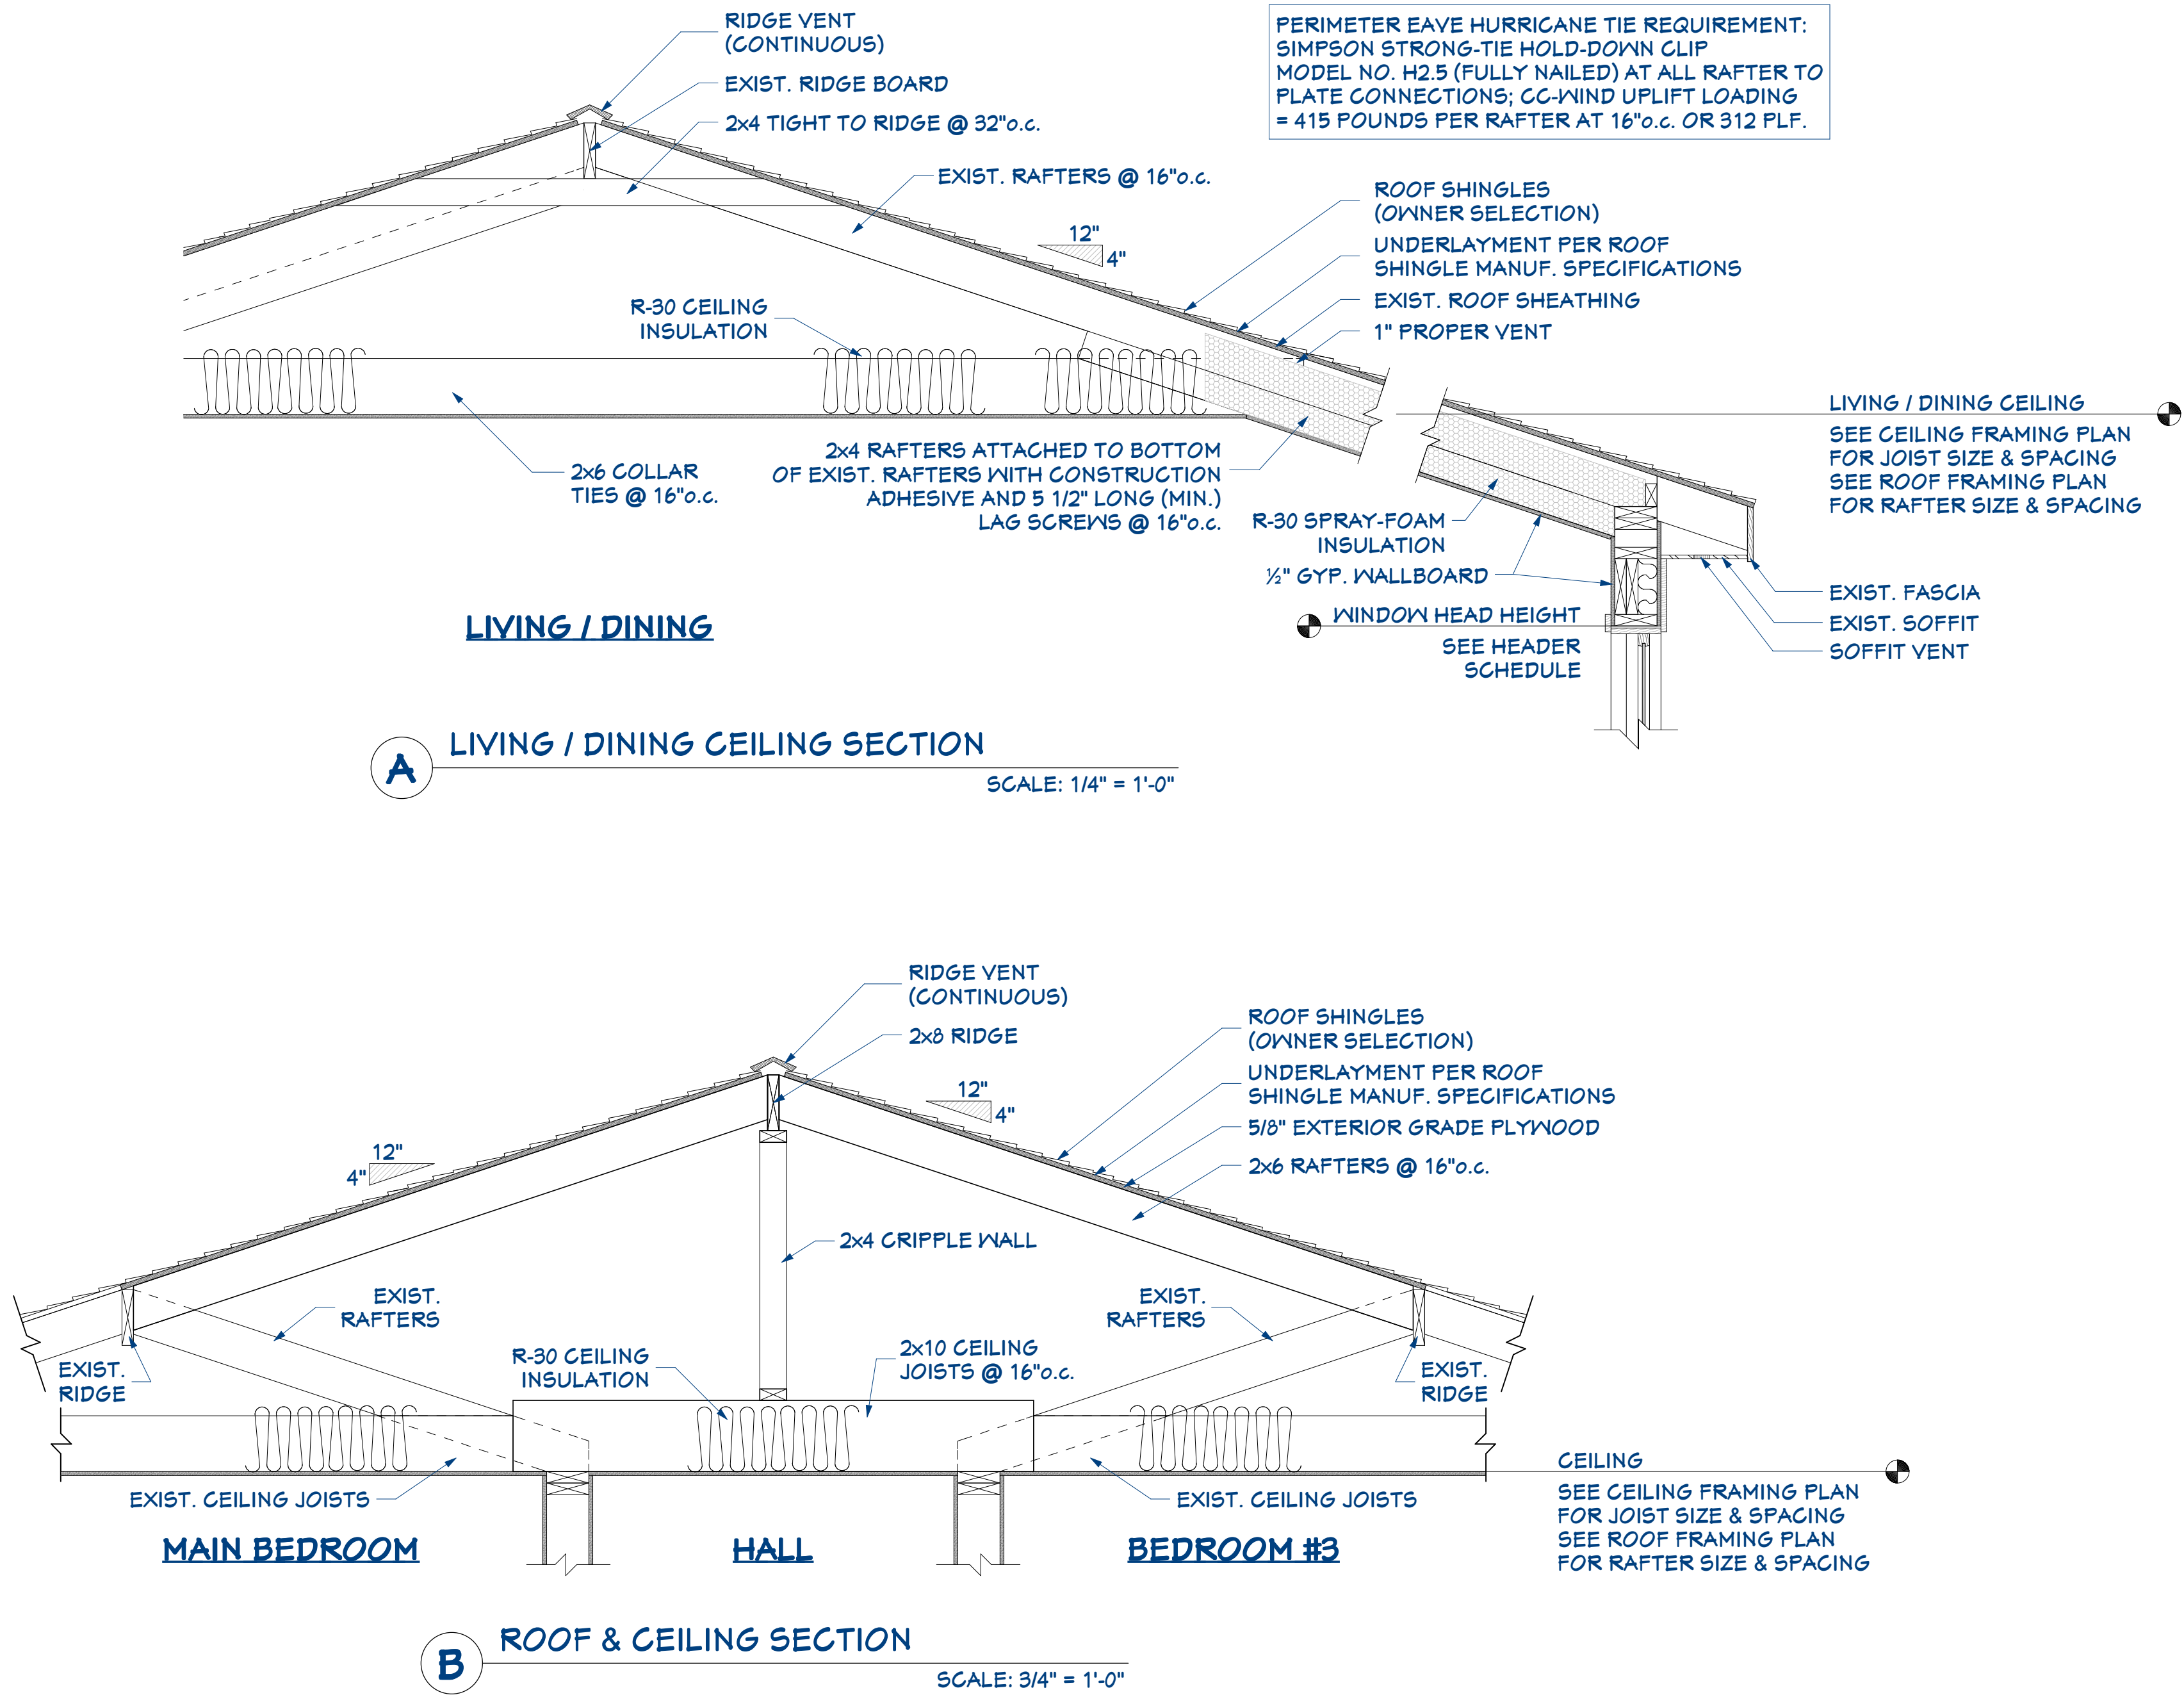 RIDGE VENT
(CONTINUOUS)
EXIST. RIDGE BOARD
2x4 TIGHT TO RIDGE @ 32"o.c.
EXIST. RAFTERS @ 16"o.c.
PERIMETER EAVE HURRICANE TIE REQUIREMENT:
SIMPSON STRONG-TIE HOLD-DOWN CLIP
MODEL NO. H2.5 (FULLY NAILED) AT ALL RAFTER TO
PLATE CONNECTIONS; CC-WIND UPLIFT LOADING
= 415 POUNDS PER RAFTER AT 16"o.c. OR 312 PLF.
12"
4"
ROOF SHINGLES
(OWNER SELECTION)
UNDERLAYMENT PER ROOF
SHINGLE MANUF. SPECIFICATIONS
EXIST. ROOF SHEATHING
1" PROPER VENT
R-30 CEILING
INSULATION
2x6 COLLAR
TIES @ 16"o.c.
2x4 RAFTERS ATTACHED TO BOTTOM
OF EXIST. RAFTERS WITH CONSTRUCTION
ADHESIVE AND 5 1/2" LONG (MIN.)
LAG SCREWS @ 16"o.c.
LIVING / DINING CEILING
SEE CEILING FRAMING PLAN
FOR JOIST SIZE & SPACING
SEE ROOF FRAMING PLAN
FOR RAFTER SIZE & SPACING
R-30 SPRAY-FOAM
INSULATION
½" GYP. WALLBOARD
WINDOW HEAD HEIGHT
SEE HEADER
SCHEDULE
EXIST. FASCIA
EXIST. SOFFIT
SOFFIT VENT
LIVING / DINING
A
LIVING / DINING CEILING SECTION
SCALE: 1/4" = 1'-0"
RIDGE VENT
(CONTINUOUS)
2x8 RIDGE
12"
4"
12"
4"
ROOF SHINGLES
(OWNER SELECTION)
UNDERLAYMENT PER ROOF
SHINGLE MANUF. SPECIFICATIONS
5/8" EXTERIOR GRADE PLYWOOD
2x6 RAFTERS @ 16"o.c.
2x4 CRIPPLE WALL
EXIST.
RAFTERS
EXIST.
RAFTERS
EXIST.
RIDGE
R-30 CEILING
INSULATION
2x10 CEILING
JOISTS @ 16"o.c.
EXIST.
RIDGE
EXIST. CEILING JOISTS
EXIST. CEILING JOISTS
CEILING
SEE CEILING FRAMING PLAN
FOR JOIST SIZE & SPACING
SEE ROOF FRAMING PLAN
FOR RAFTER SIZE & SPACING
MAIN BEDROOM
HALL
BEDROOM #3
B
ROOF & CEILING SECTION
SCALE: 3/4" = 1'-0"